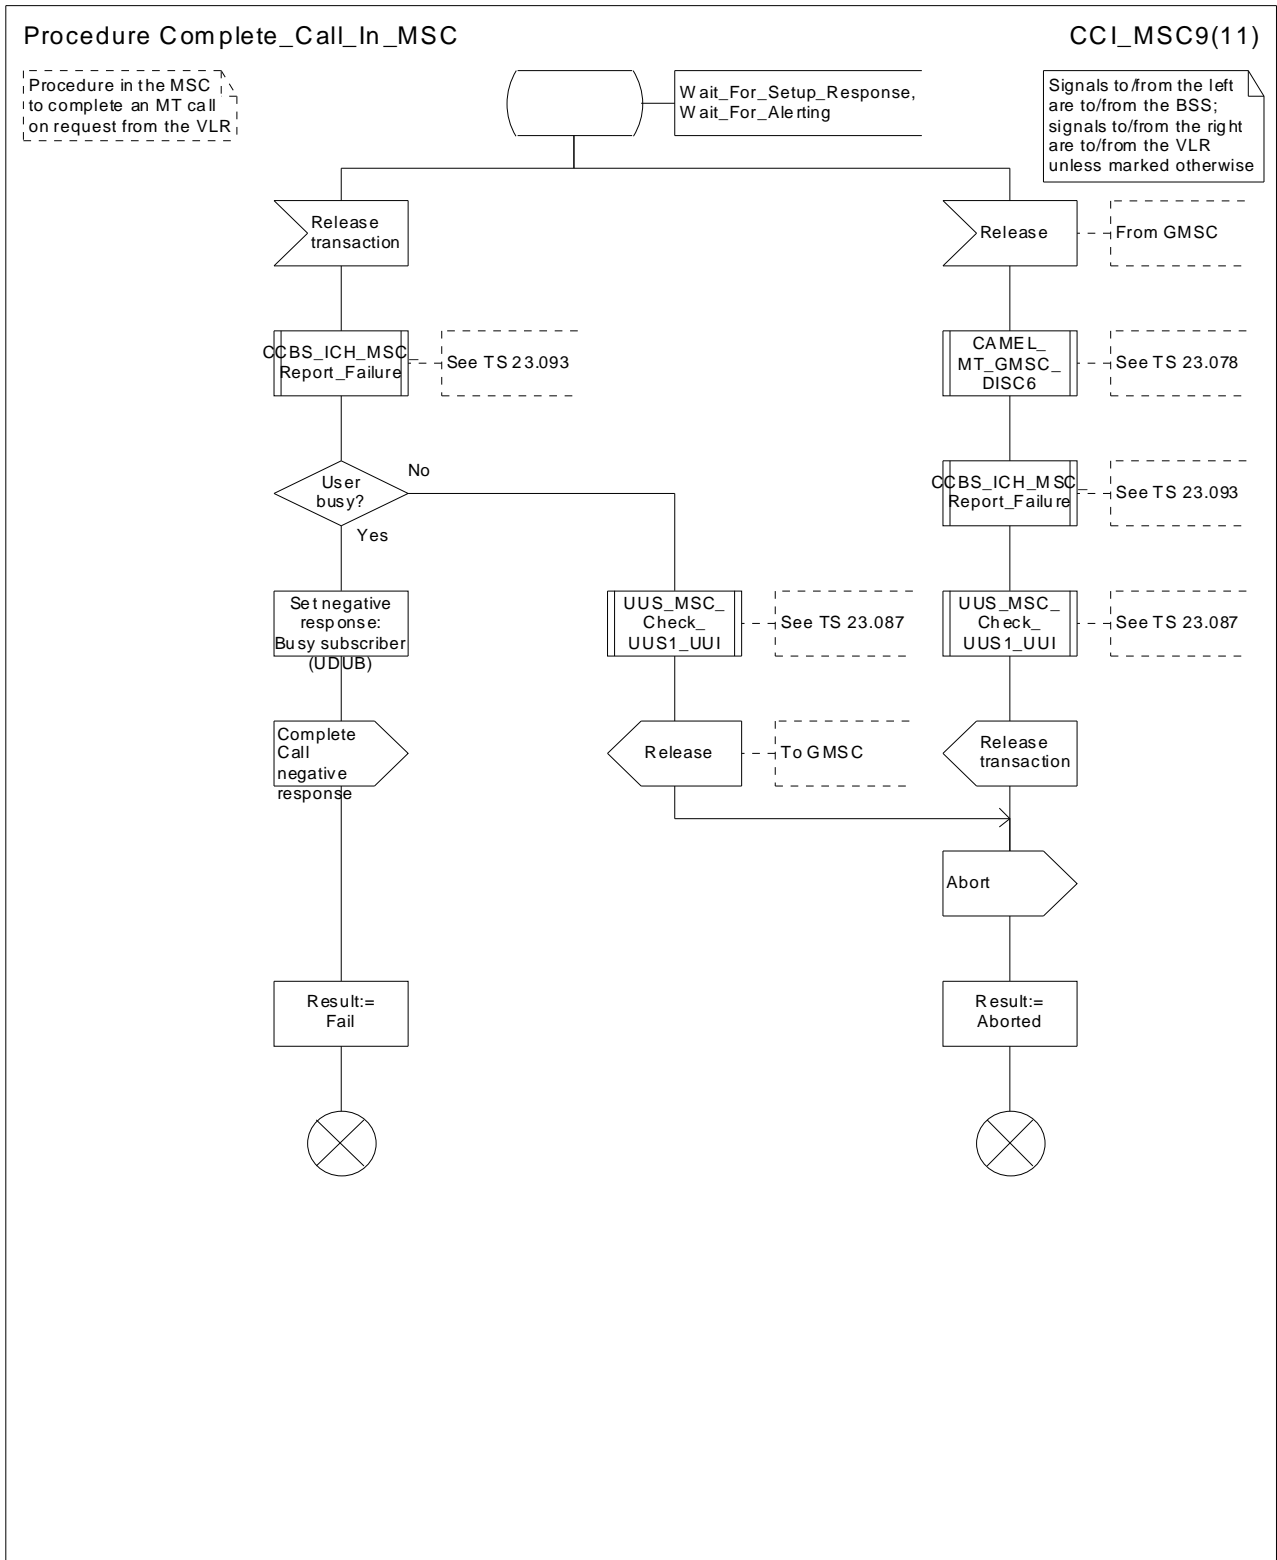 Procedure Complete_Call_In_MSC
CCI_MSC9(11)
Procedure in the MSC
to complete an MT call
on request from the VLR
Wait_For_Setup_Response,
Wait_For_Alerting
Signals to/from the left
are to/from the BSS;
signals to/from the right
are to/from the VLR
unless marked otherwise
Release
transaction
Release
From GMSC
CCBS_ICH_MSC_
Report_Failure
See TS 23.093
CAMEL_
MT_GMSC_
DISC6
See TS 23.078
User
busy?
No
Yes
CCBS_ICH_MSC_
Report_Failure
See TS 23.093
Set negative
response:
Busy subscriber
(UDUB)
UUS_MSC_
Check_
UUS1_UUI
See TS 23.087
UUS_MSC_
Check_
UUS1_UUI
See TS 23.087
Complete
Call
negative
response
Release
To GMSC
Release
transaction
Abort
Result:=
Fail
Result:=
Aborted